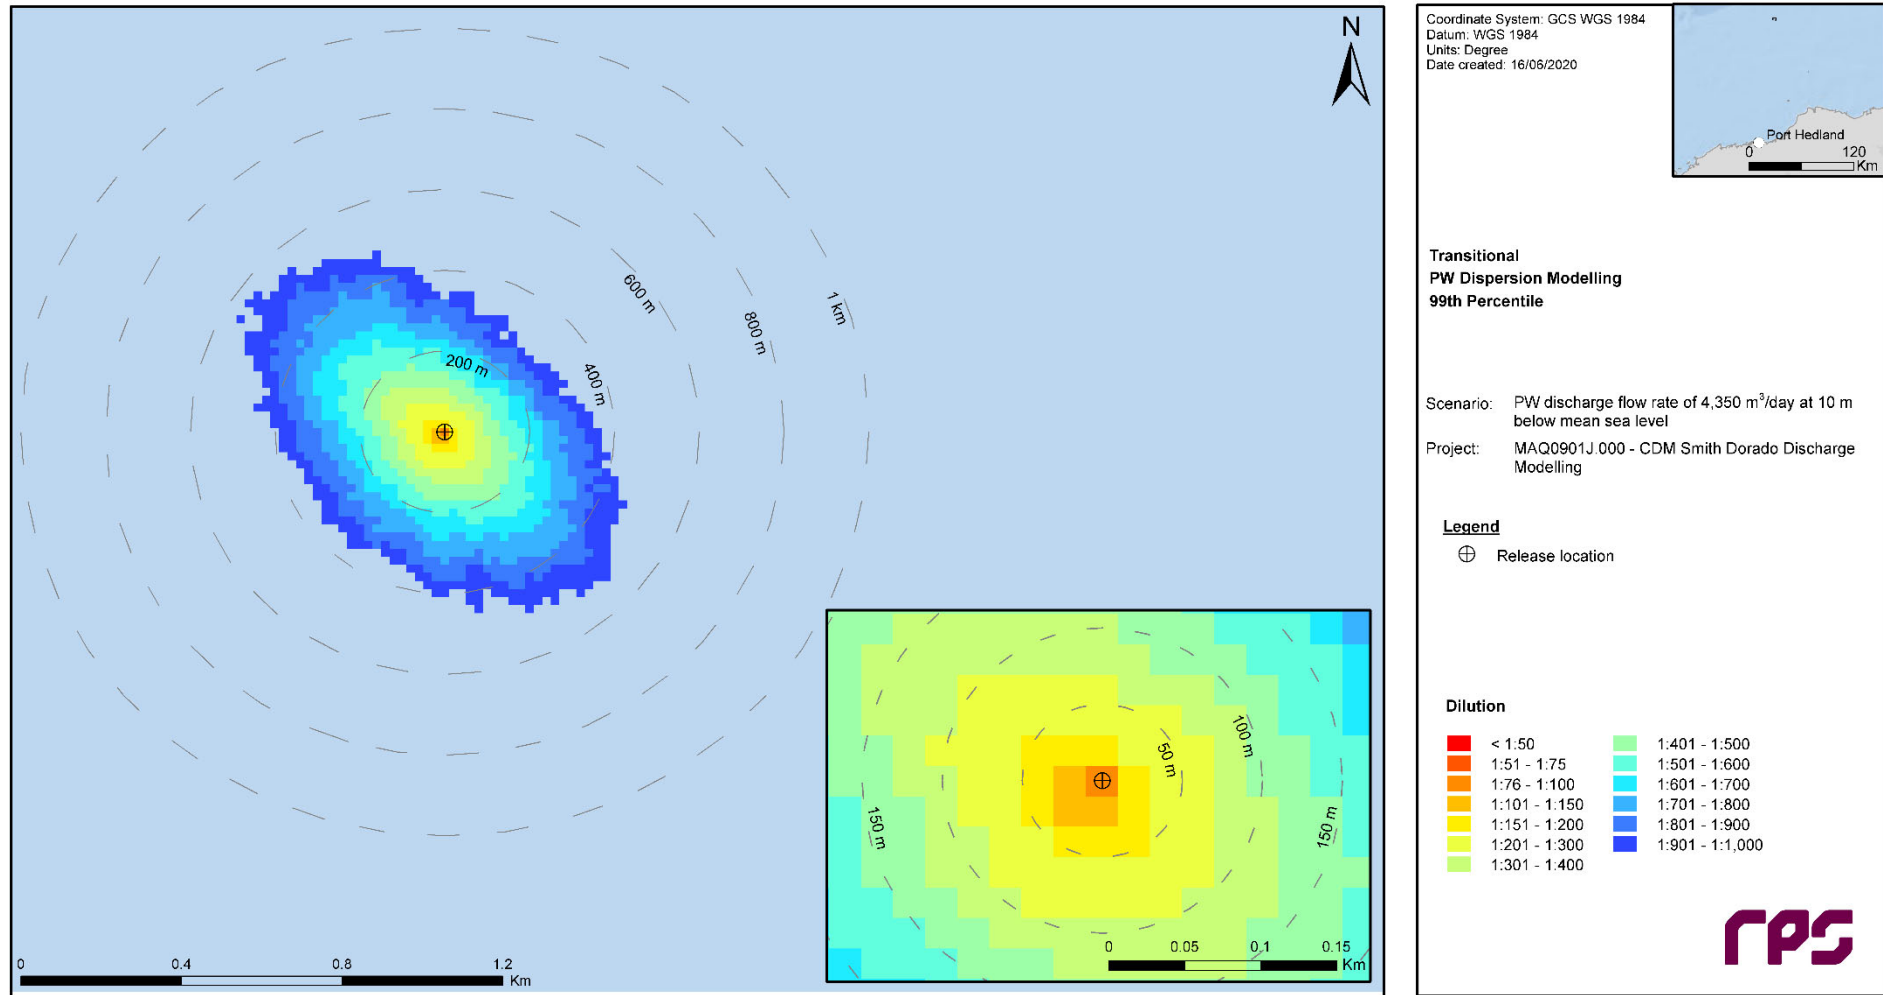 N
1 km
600 m
800 m
200 m
400 m
0 0.4 0.8 1.2
Km
100 m
50 m
150 m
150 m
0 0.05 0.1 0.15
Km
Coordinate System: GCS WGS 1984
Datum: WGS 1984
Units: Degree
Date created: 16/06/2020
Port Hedland
0 120
Km
Transitional
PW Dispersion Modelling
99th Percentile
Scenario: PW discharge flow rate of 4,350 m³/day at 10 m
below mean sea level
Project: MAQ0901J.000 - CDM Smith Dorado Discharge
Modelling
Legend
Release location
Dilution
< 1:50
1:51 - 1:75
1:76 - 1:100
1:101 - 1:150
1:151 - 1:200
1:201 - 1:300
1:301 - 1:400
1:401 - 1:500
1:501 - 1:600
1:601 - 1:700
1:701 - 1:800
1:801 - 1:900
1:901 - 1:1,000
rps